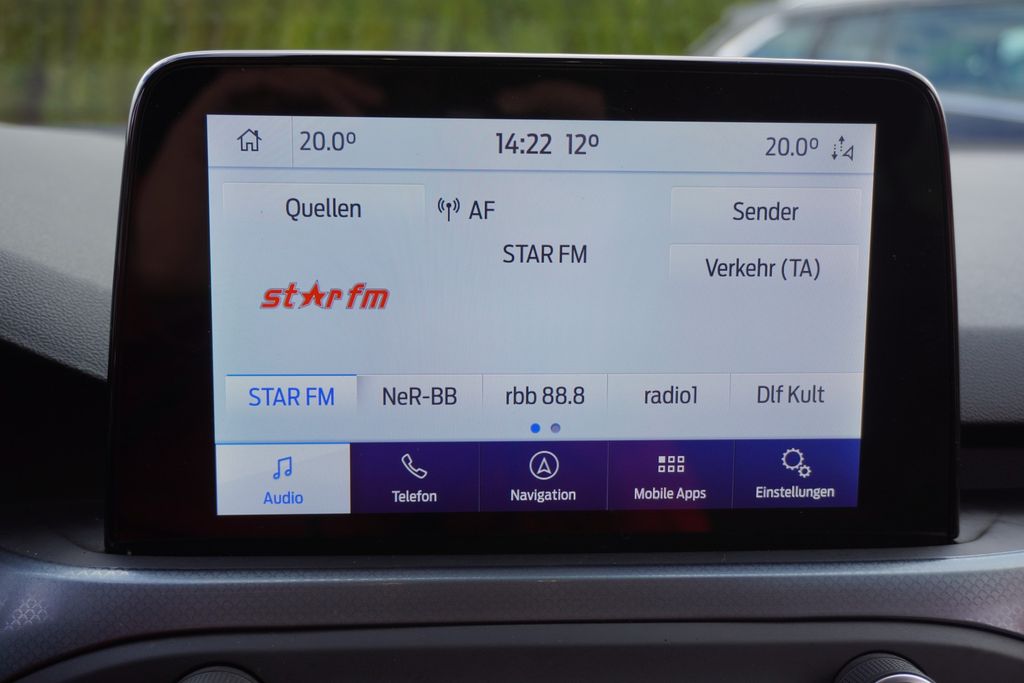 20.0° 14:22 12° 20.0°
Quellen AF Sender
STAR FM
Verkehr (TA)
star fm
STAR FM NeR-BB rbb 88.8 radio1 Dlf Kult
Audio Telefon Navigation Mobile Apps Einstellungen